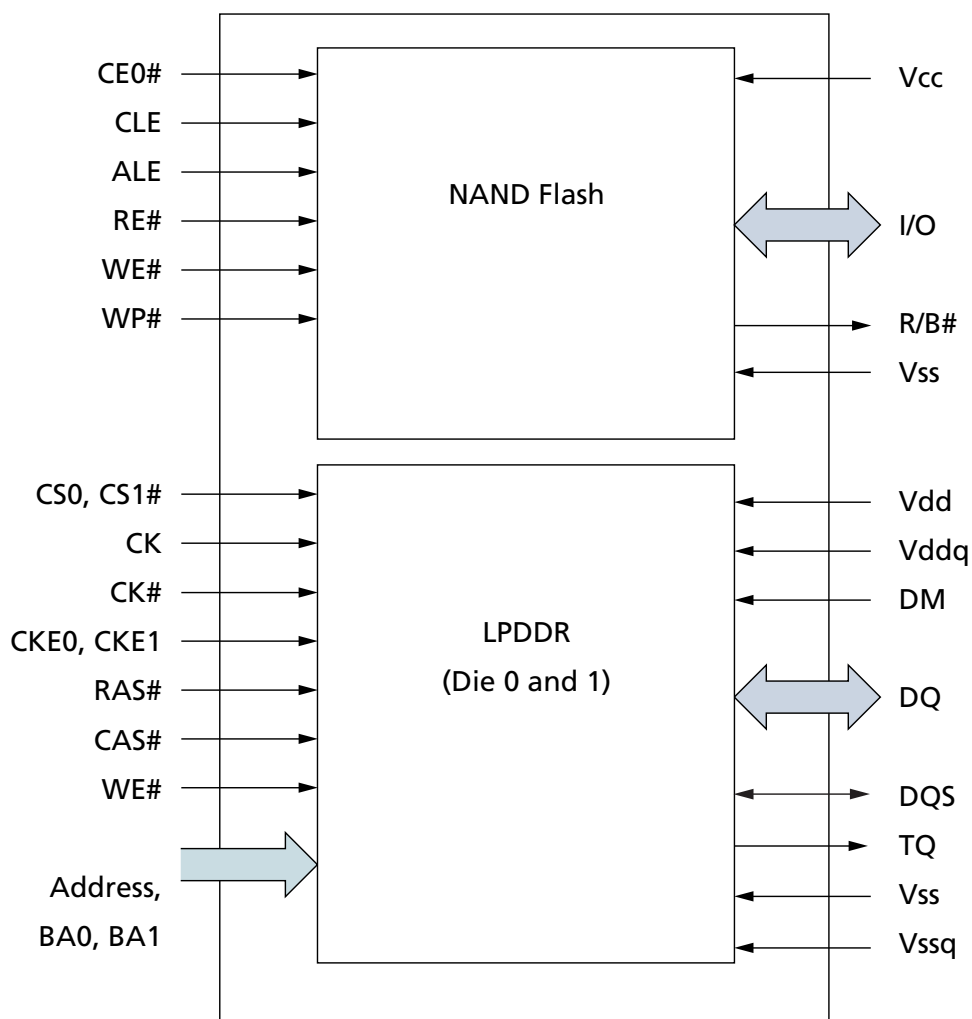 CE0#
CLE
ALE
RE#
WE#
WP#
NAND Flash
Vcc
I/O
R/B#
Vss
CS0, CS1#
CK
CK#
CKE0, CKE1
RAS#
CAS#
WE#
Address,
BA0, BA1
LPDDR
(Die 0 and 1)
Vdd
Vddq
DM
DQ
DQS
TQ
Vss
Vssq